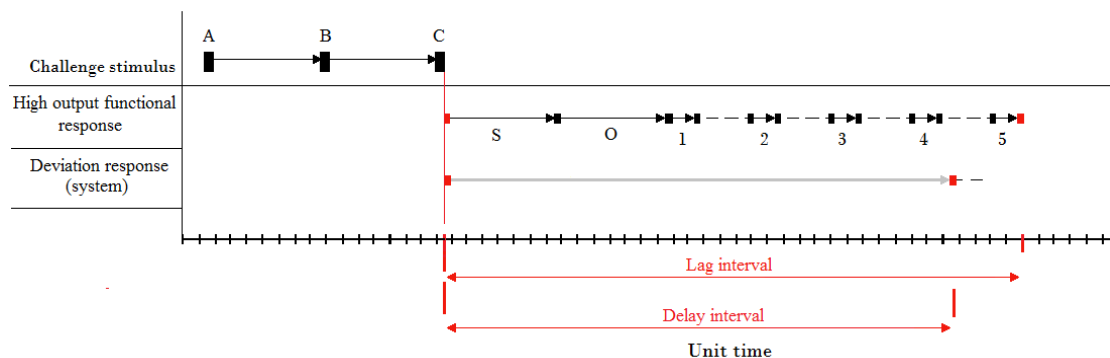 A B C
Challenge stimulus
High output functional
response
S O 1 2 3 4 5
Deviation response
(system)
Lag interval
Delay interval
Unit time